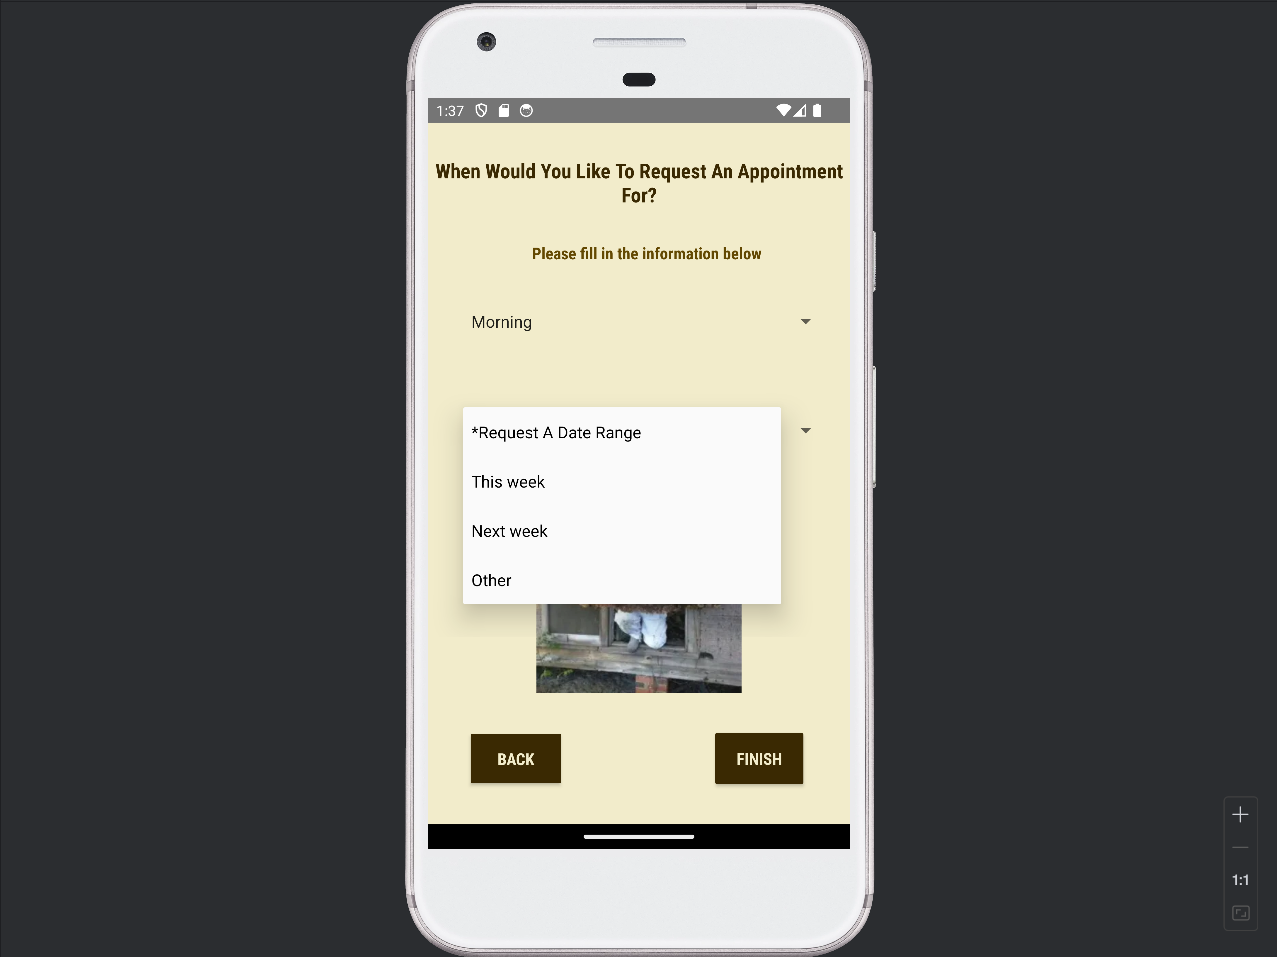 1:37
When Would You Like To Request An Appointment
For?
Please fill in the information below
Morning
*Request A Date Range
This week
Next week
Other
BACK
FINISH
1:1